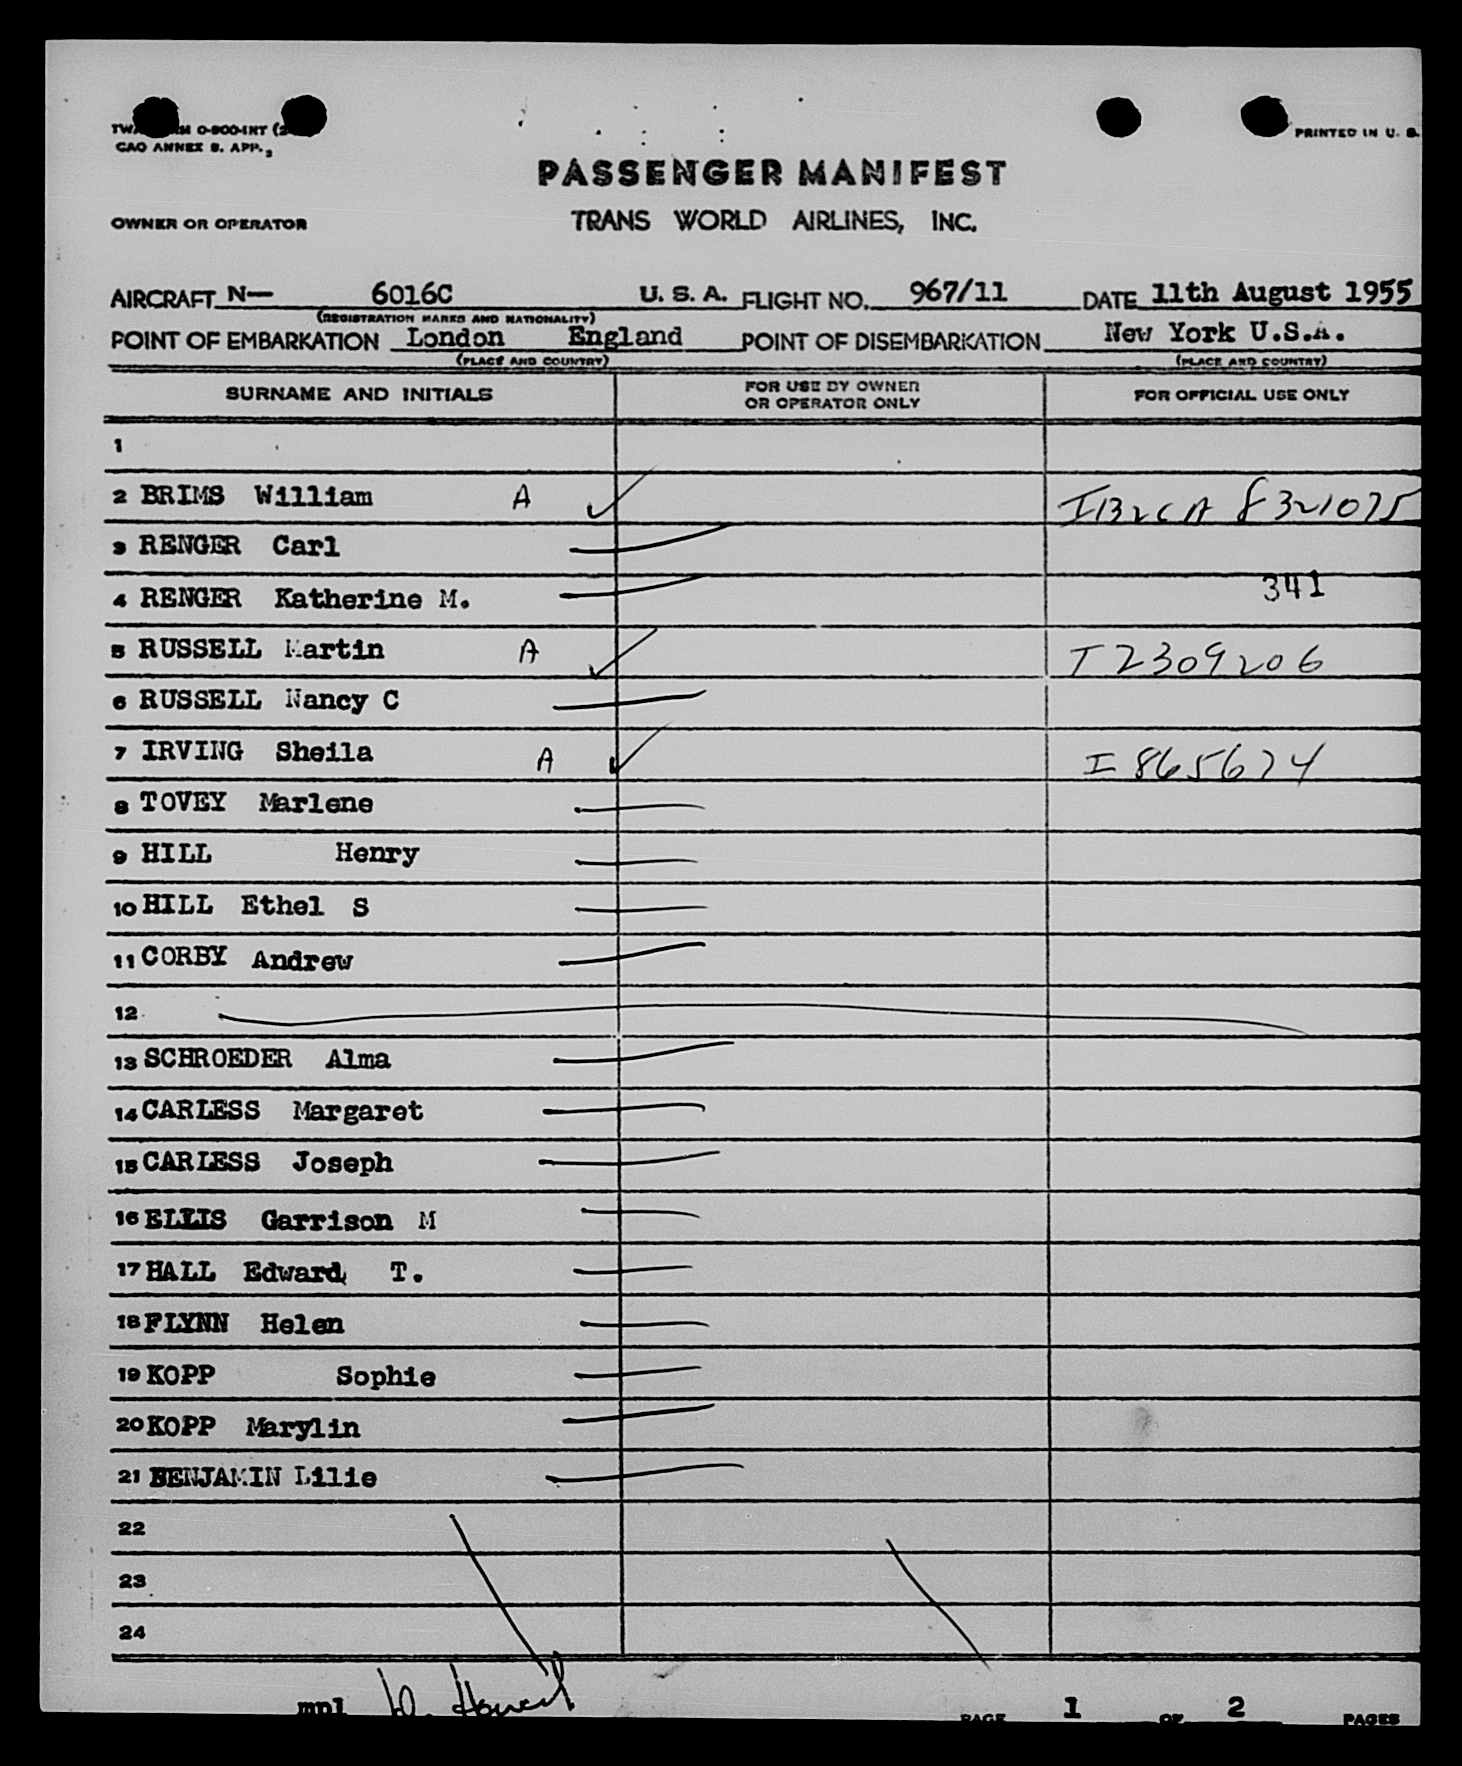 CAO ANNEX 9. APP. 3
PRINTED IN U. S.
PASSENGER MANIFEST
OWNER OR OPERATOR TRANS WORLD AIRLINES, INC.
AIRCRAFT N— 6016C U. S. A. FLIGHT NO. 967/11 DATE 11th August 1955
(REGISTRATION MARKS AND NATIONALITY)
POINT OF EMBARKATION London England POINT OF DISEMBARKATION New York U.S.A.
(PLACE AND COUNTRY) (PLACE AND COUNTRY)
SURNAME AND INITIALS FOR USE BY OWNER OR OPERATOR ONLY FOR OFFICIAL USE ONLY
1
2 BRIMS William A
3 RENGER Carl
4 RENGER Katherine M. 341
5 RUSSELL Martin A T2309206
6 RUSSELL Nancy C
7 IRVING Sheila A I 865674
8 TOVEY Marlene
9 HILL Henry
10 HILL Ethel S
11 CORBY Andrew
12
13 SCHROEDER Alma
14 CARLESS Margaret
15 CARLESS Joseph
16 ELLIS Garrison M
17 HALL Edward T.
18 FLYNN Helen
19 KOPP Sophie
20 KOPP Marylin
21 BENJAMIN Lilie
22
23
24
mpl
PAGE 1 OF 2 PAGES